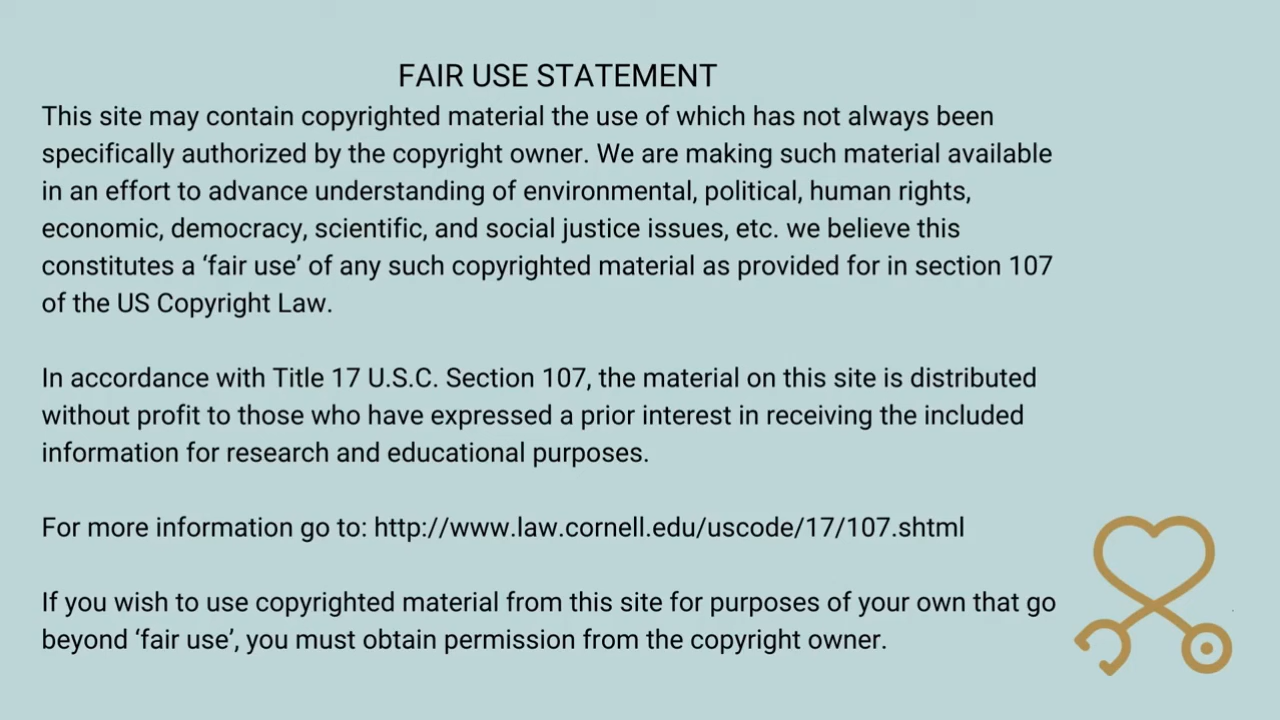 FAIR USE STATEMENT
This site may contain copyrighted material the use of which has not always been
specifically authorized by the copyright owner. We are making such material available
in an effort to advance understanding of environmental, political, human rights,
economic, democracy, scientific, and social justice issues, etc. we believe this
constitutes a ‘fair use’ of any such copyrighted material as provided for in section 107
of the US Copyright Law.
In accordance with Title 17 U.S.C. Section 107, the material on this site is distributed
without profit to those who have expressed a prior interest in receiving the included
information for research and educational purposes.
For more information go to: http://www.law.cornell.edu/uscode/17/107.shtml
If you wish to use copyrighted material from this site for purposes of your own that go
beyond ‘fair use’, you must obtain permission from the copyright owner.